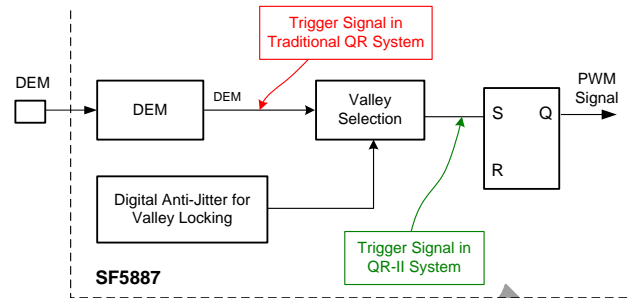 Trigger Signal in
Traditional QR System
DEM
DEM
DEM
Valley
Selection
S
Q
R
PWM
Signal
Digital Anti-Jitter for
Valley Locking
Trigger Signal in
QR-II System
SF5887